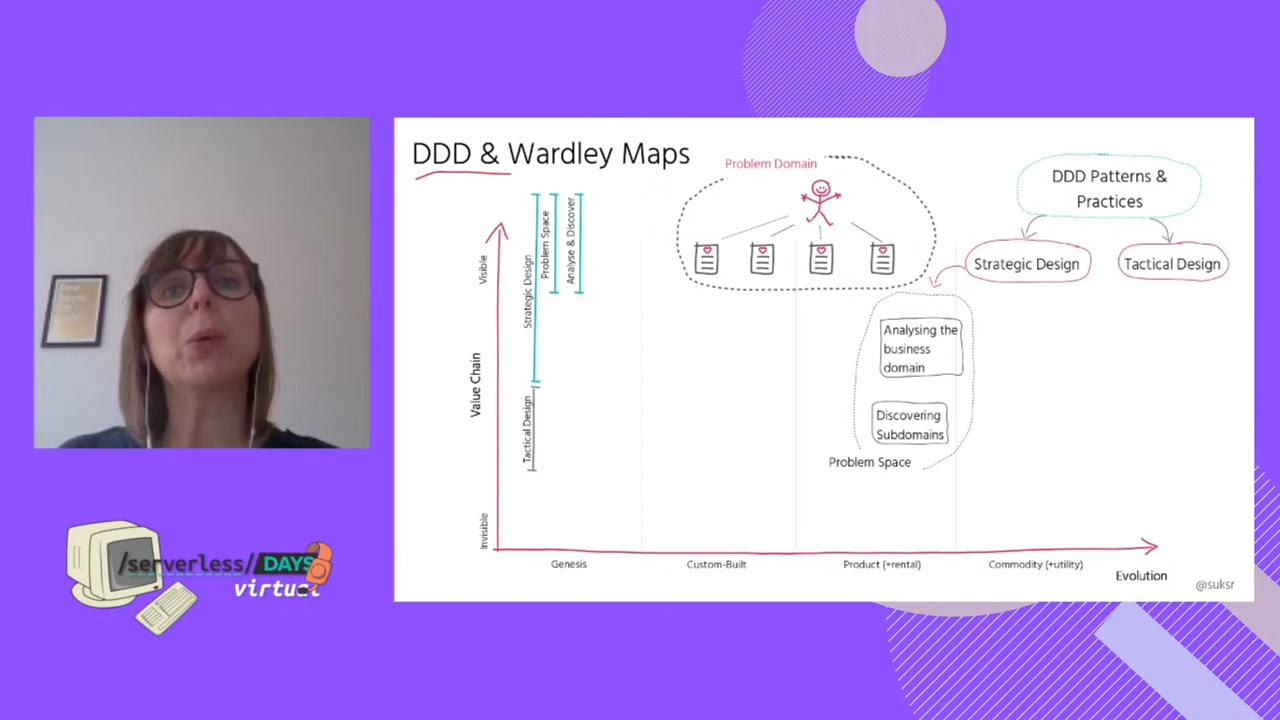 DDD & Wardley Maps
Problem Domain
DDD Patterns &
Practices
Strategic Design
Tactical Design
Visible
Value Chain
Invisible
Strategic Design
Problem Space
Analyse & Discover
Tactical Design
Analysing the
business
domain
Discovering
Subdomains
Problem Space
Genesis
Custom-Built
Product (+rental)
Commodity (+utility)
Evolution
@suksr
/serverless/DAYS
virtual